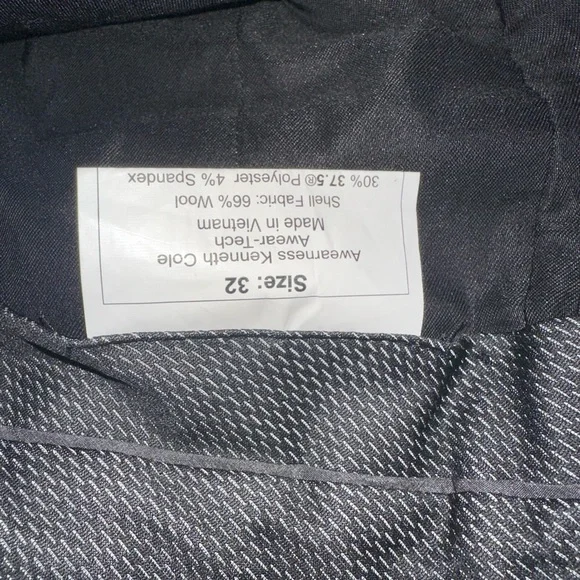 Size: 32
Awearness Kenneth Cole
Awear-Tech
Made in Vietnam
Shell Fabric: 66% Wool
30% 37.5® Polyester 4% Spandex